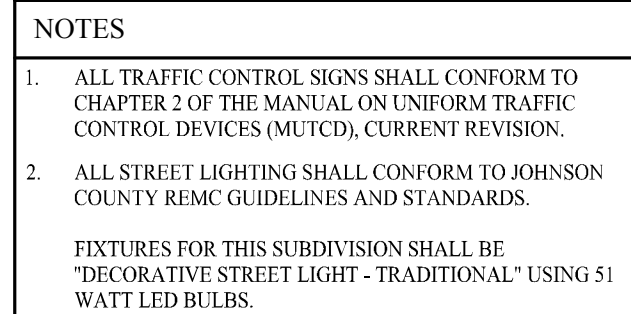 NOTES
1. ALL TRAFFIC CONTROL SIGNS SHALL CONFORM TO
CHAPTER 2 OF THE MANUAL ON UNIFORM TRAFFIC
CONTROL DEVICES (MUTCD), CURRENT REVISION.
2. ALL STREET LIGHTING SHALL CONFORM TO JOHNSON
COUNTY REMC GUIDELINES AND STANDARDS.
FIXTURES FOR THIS SUBDIVISION SHALL BE
"DECORATIVE STREET LIGHT - TRADITIONAL" USING 51
WATT LED BULBS.